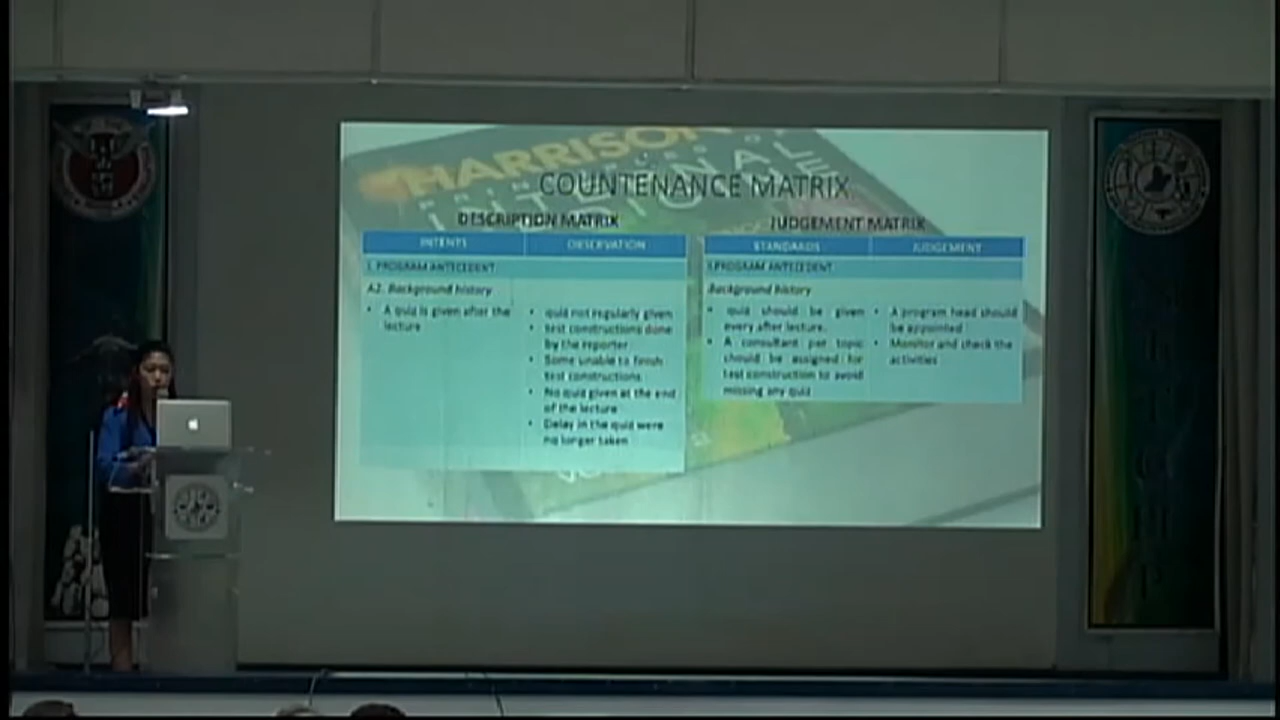 HARRISON
PRINCIPLES OF
INTERNAL
COUNTENANCE MATRIX
DESCRIPTION MATRIX
INTENTS
OBSERVATION
I. PROGRAM ANTECEDENT
A2. Background history
• A quiz is given after the
lecture
• quiz not regularly given
• test constructions done
by the reporter
• Some unable to finish
test constructions
• No quiz given at the end
of the lecture
• Delay in the quiz were
no longer taken
JUDGEMENT MATRIX
STANDARDS
JUDGEMENT
I.PROGRAM ANTECEDENT
Background history
• quiz should be given
every after lecture.
• A consultant per topic
should be assigned for
test construction to avoid
missing any quiz
• A program head should
be appointed
• Monitor and check the
activities